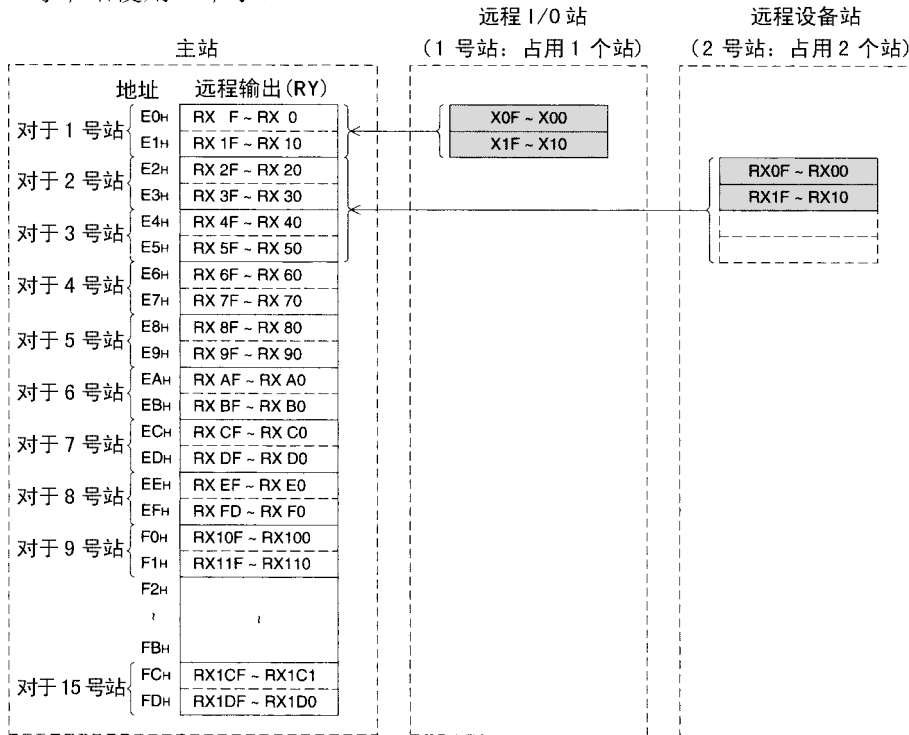 远程 I/O 站
远程设备站
主站
（1 号站：占用 1 个站）
（2 号站：占用 2 个站）
地址
远程输出(RY)
对于 1 号站
E0H
RX F ~ RX 0
E1H
RX 1F ~ RX 10
对于 2 号站
E2H
RX 2F ~ RX 20
E3H
RX 3F ~ RX 30
对于 3 号站
E4H
RX 4F ~ RX 40
E5H
RX 5F ~ RX 50
对于 4 号站
E6H
RX 6F ~ RX 60
E7H
RX 7F ~ RX 70
对于 5 号站
E8H
RX 8F ~ RX 80
E9H
RX 9F ~ RX 90
对于 6 号站
EAH
RX AF ~ RX A0
EBH
RX BF ~ RX B0
对于 7 号站
ECH
RX CF ~ RX C0
EDH
RX DF ~ RX D0
对于 8 号站
EEH
RX EF ~ RX E0
EFH
RX FD ~ RX F0
对于 9 号站
F0H
RX10F ~ RX100
F1H
RX11F ~ RX110
F2H
~
~
FBH
对于 15 号站
FCH
RX1CF ~ RX1C1
FDH
RX1DF ~ RX1D0
X0F ~ X00
X1F ~ X10
RX0F ~ RX00
RX1F ~ RX10